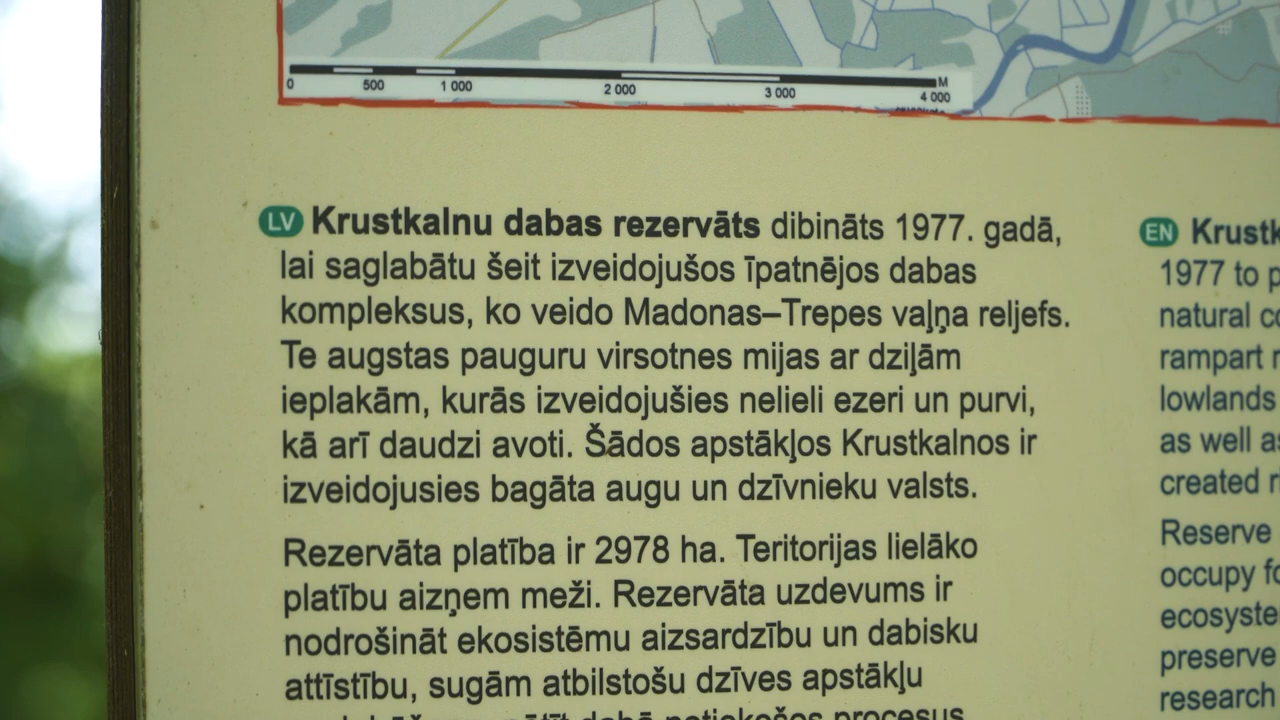 0 500 1 000 2 000 3 000 4 000 M
LV Krustkalnu dabas rezervāts dibināts 1977. gadā,
lai saglabātu šeit izveidojušos īpatnējos dabas
kompleksus, ko veido Madonas–Trepes vaļņa reljefs.
Te augstas pauguru virsotnes mijas ar dziļām
ieplakām, kurās izveidojušies nelieli ezeri un purvi,
kā arī daudzi avoti. Šādos apstākļos Krustkalnos ir
izveidojusies bagāta augu un dzīvnieku valsts.
Rezervāta platība ir 2978 ha. Teritorijas lielāko
platību aizņem meži. Rezervāta uzdevums ir
nodrošināt ekosistēmu aizsardzību un dabisku
attīstību, sugām atbilstošu dzīves apstākļu
dabā notiekošos procesus
EN Krustk
1977 to p
natural co
rampart
lowlands
as well as
created
Reserve
occupy fo
ecosyste
preserve
research